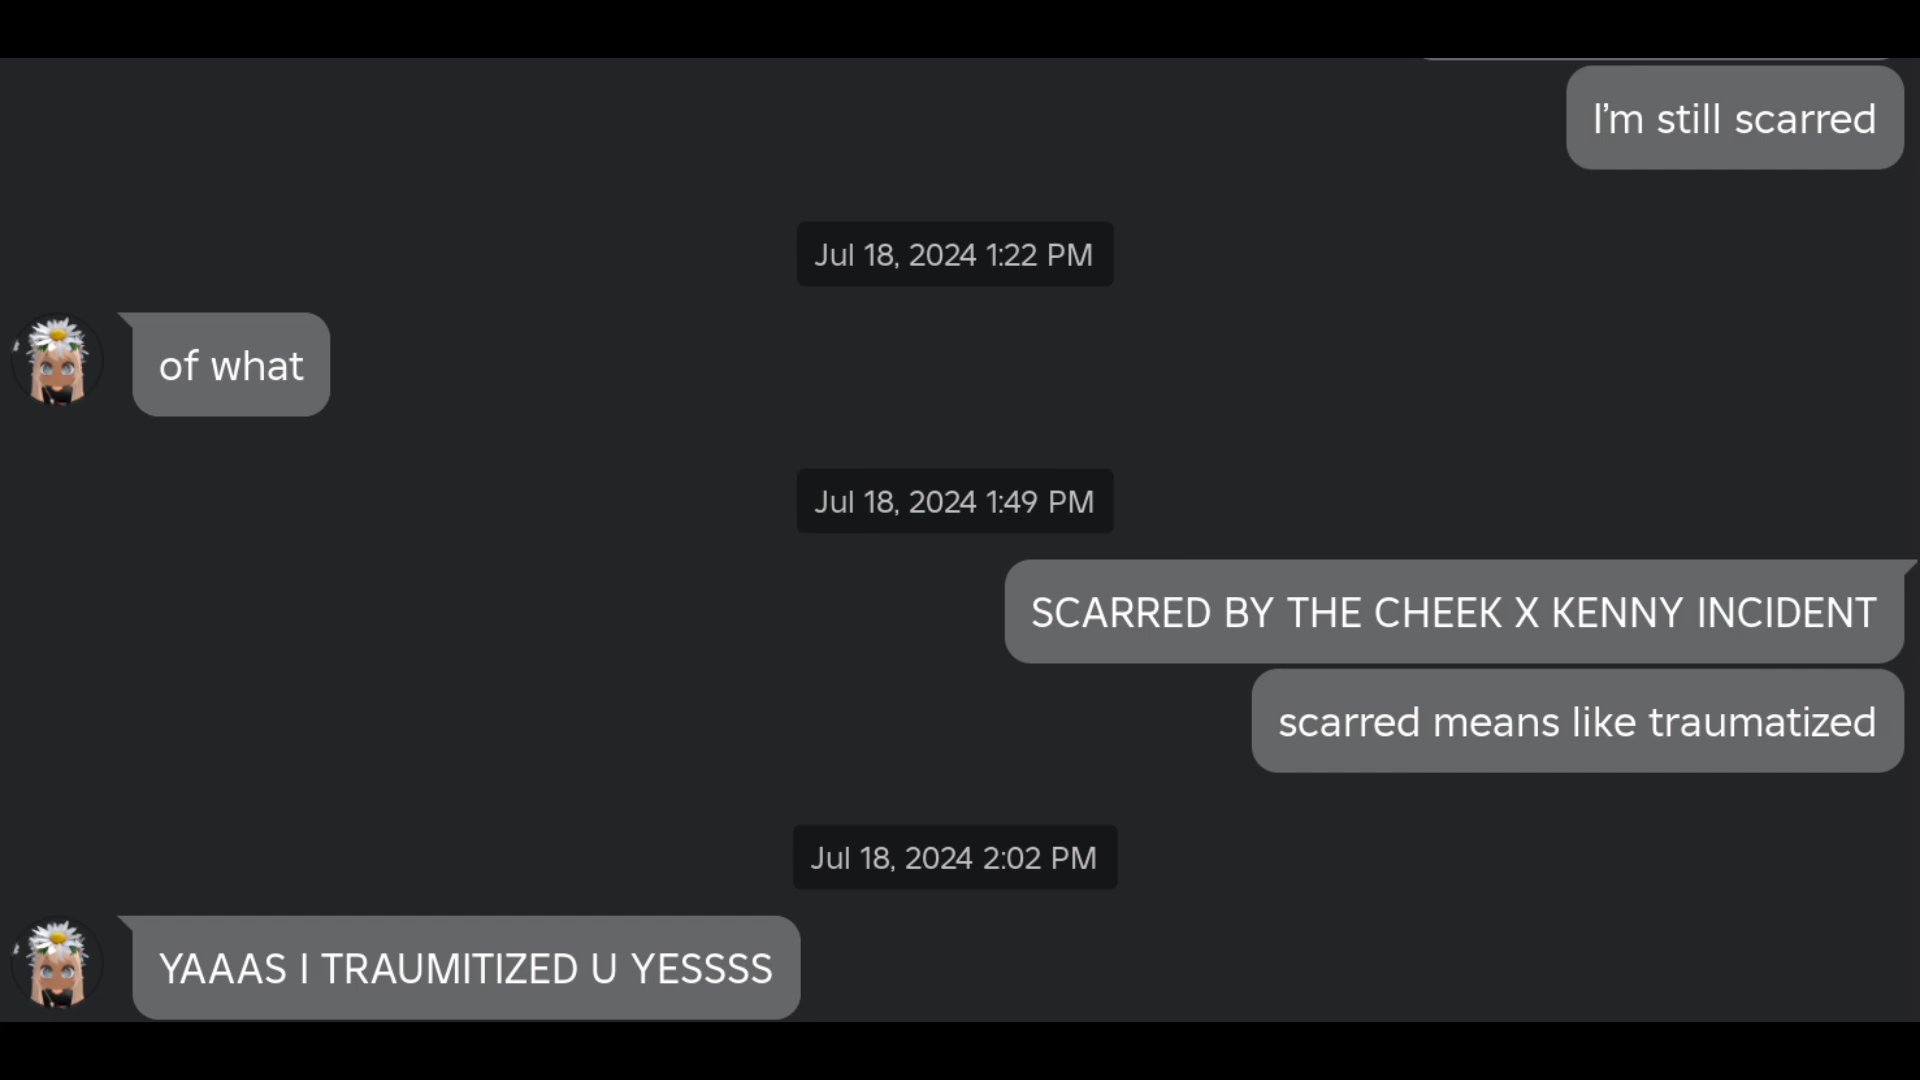 I'm still scarred
Jul 18, 2024 1:22 PM
of what
Jul 18, 2024 1:49 PM
SCARRED BY THE CHEEK X KENNY INCIDENT
scarred means like traumatized
Jul 18, 2024 2:02 PM
YAAAS I TRAUMITIZED U YESSSS